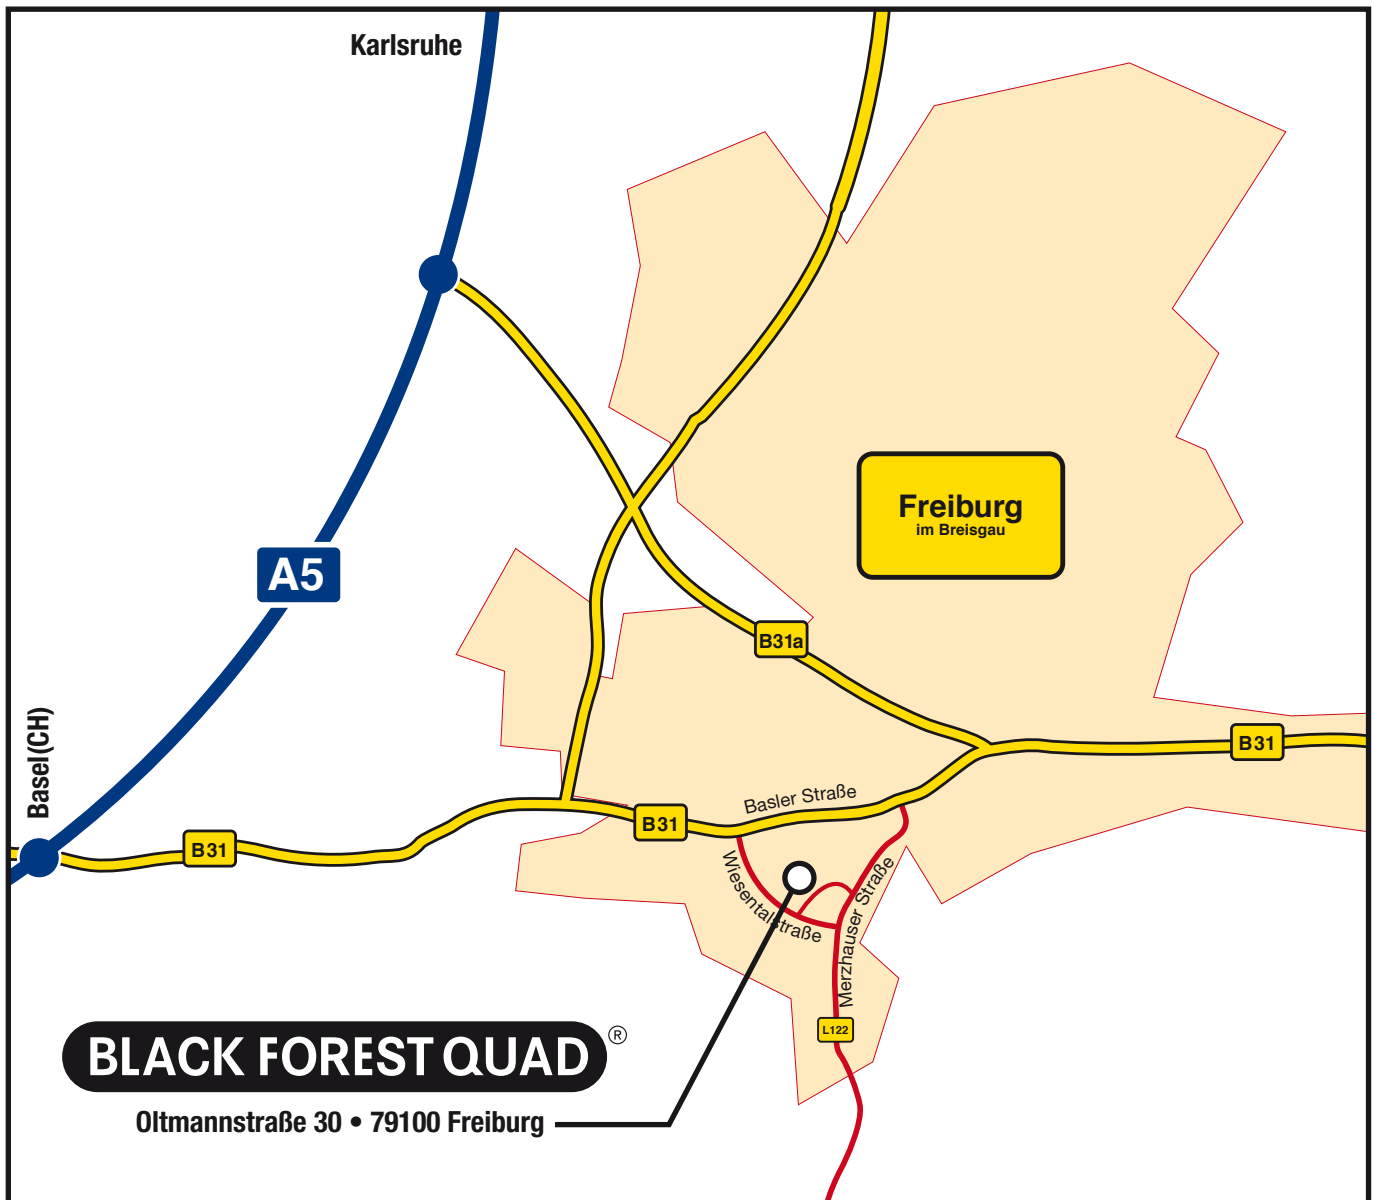 Karlsruhe
Freiburg
im Breisgau
A5
B31a
Basel(CH)
B31
B31
Basler Straße
B31
Wiesentalstraße
Merzhauser Straße
L122
BLACK FOREST QUAD®
Oltmannstraße 30 • 79100 Freiburg